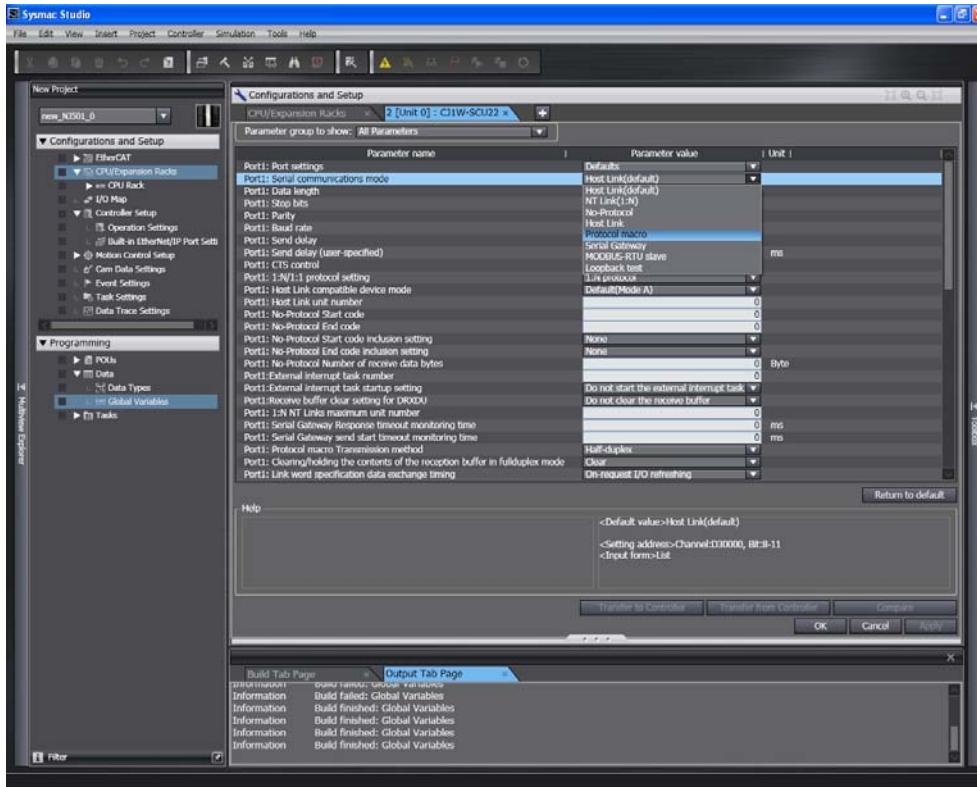 Sysmac Studio
File Edit View Insert Project Controller Simulation Tools Help
New Project
new_NJ501_0
Configurations and Setup
EtherCAT
CPU/Expansion Racks
CPU Rack
I/O Map
Controller Setup
Operation Settings
Built-in EtherNet/IP Port Setti
Motion Control Setup
Cam Data Settings
Event Settings
Task Settings
Data Trace Settings
Programming
POUs
Data
Data Types
Global Variables
Tasks
Filter
Multiview Explorer
Configurations and Setup
CPU/Expansion Racks
2 [Unit 0] : CJ1W-SCU22
Parameter group to show: All Parameters
Parameter name Parameter value Unit
Port1: Port settings Defaults
Port1: Serial communications mode Host Link(default)
Port1: Data length Host Link(default)
Port1: Stop bits NT Link(1:N)
Port1: Parity No-Protocol
Port1: Baud rate Host Link
Port1: Send delay Protocol macro
Port1: Send delay (user-specified) Serial Gateway ms
Port1: CTS control MODBUS-RTU slave
Loopback test
Port1: 1:N/1:1 protocol setting 1:N protocol
Port1: Host Link compatible device mode Default(Mode A)
Port1: Host Link unit number 0
Port1: No-Protocol Start code 0
Port1: No-Protocol End code 0
Port1: No-Protocol Start code inclusion setting None
Port1: No-Protocol End code inclusion setting None
Port1: No-Protocol Number of receive data bytes 0 Byte
Port1:External interrupt task number 0
Port1:External interrupt task startup setting Do not start the external interrupt task
Port1:Receive buffer clear setting for DRXDU Do not clear the receive buffer
Port1: 1:N NT Links maximum unit number 0
Port1: Serial Gateway Response timeout monitoring time 0 ms
Port1: Serial Gateway send start timeout monitoring time 0 ms
Port1: Protocol macro Transmission method Half-duplex
Port1: Clearing/holding the contents of the reception buffer in fullduplex mode Clear
Port1: Link word specification data exchange timing On-request I/O refreshing
Return to default
Help
<Default value>Host Link(default)
<Setting address>Channel:D30000, Bit:8-11
<Input form>List
Transfer to Controller Transfer from Controller Compare
OK Cancel Apply
Build Tab Page
Output Tab Page
Information Build failed: Global Variables
Information Build failed: Global Variables
Information Build finished: Global Variables
Information Build finished: Global Variables
Information Build finished: Global Variables
Information Build finished: Global Variables
Toolbox